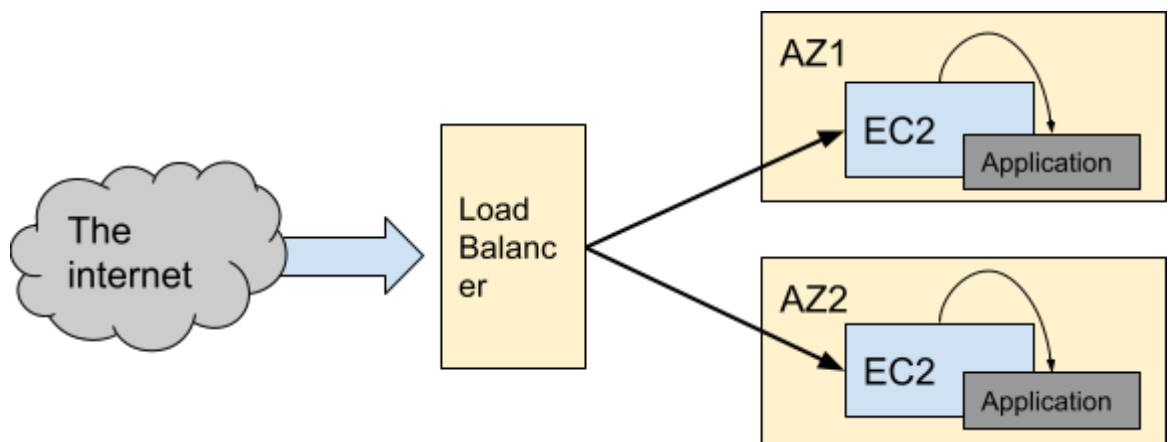 The
internet
Load
Balanc
er
AZ1
EC2
Application
AZ2
EC2
Application